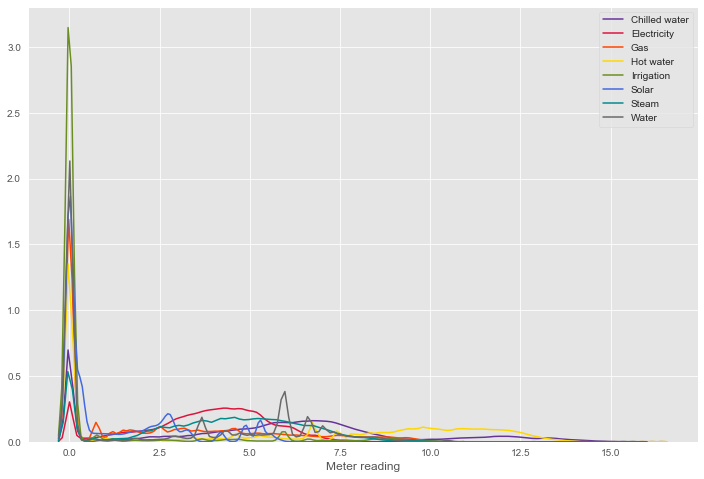 3.0
2.5
2.0
1.5
1.0
0.5
0.0
0.0 2.5 5.0 7.5 10.0 12.5 15.0
Meter reading
Chilled water
Electricity
Gas
Hot water
Irrigation
Solar
Steam
Water